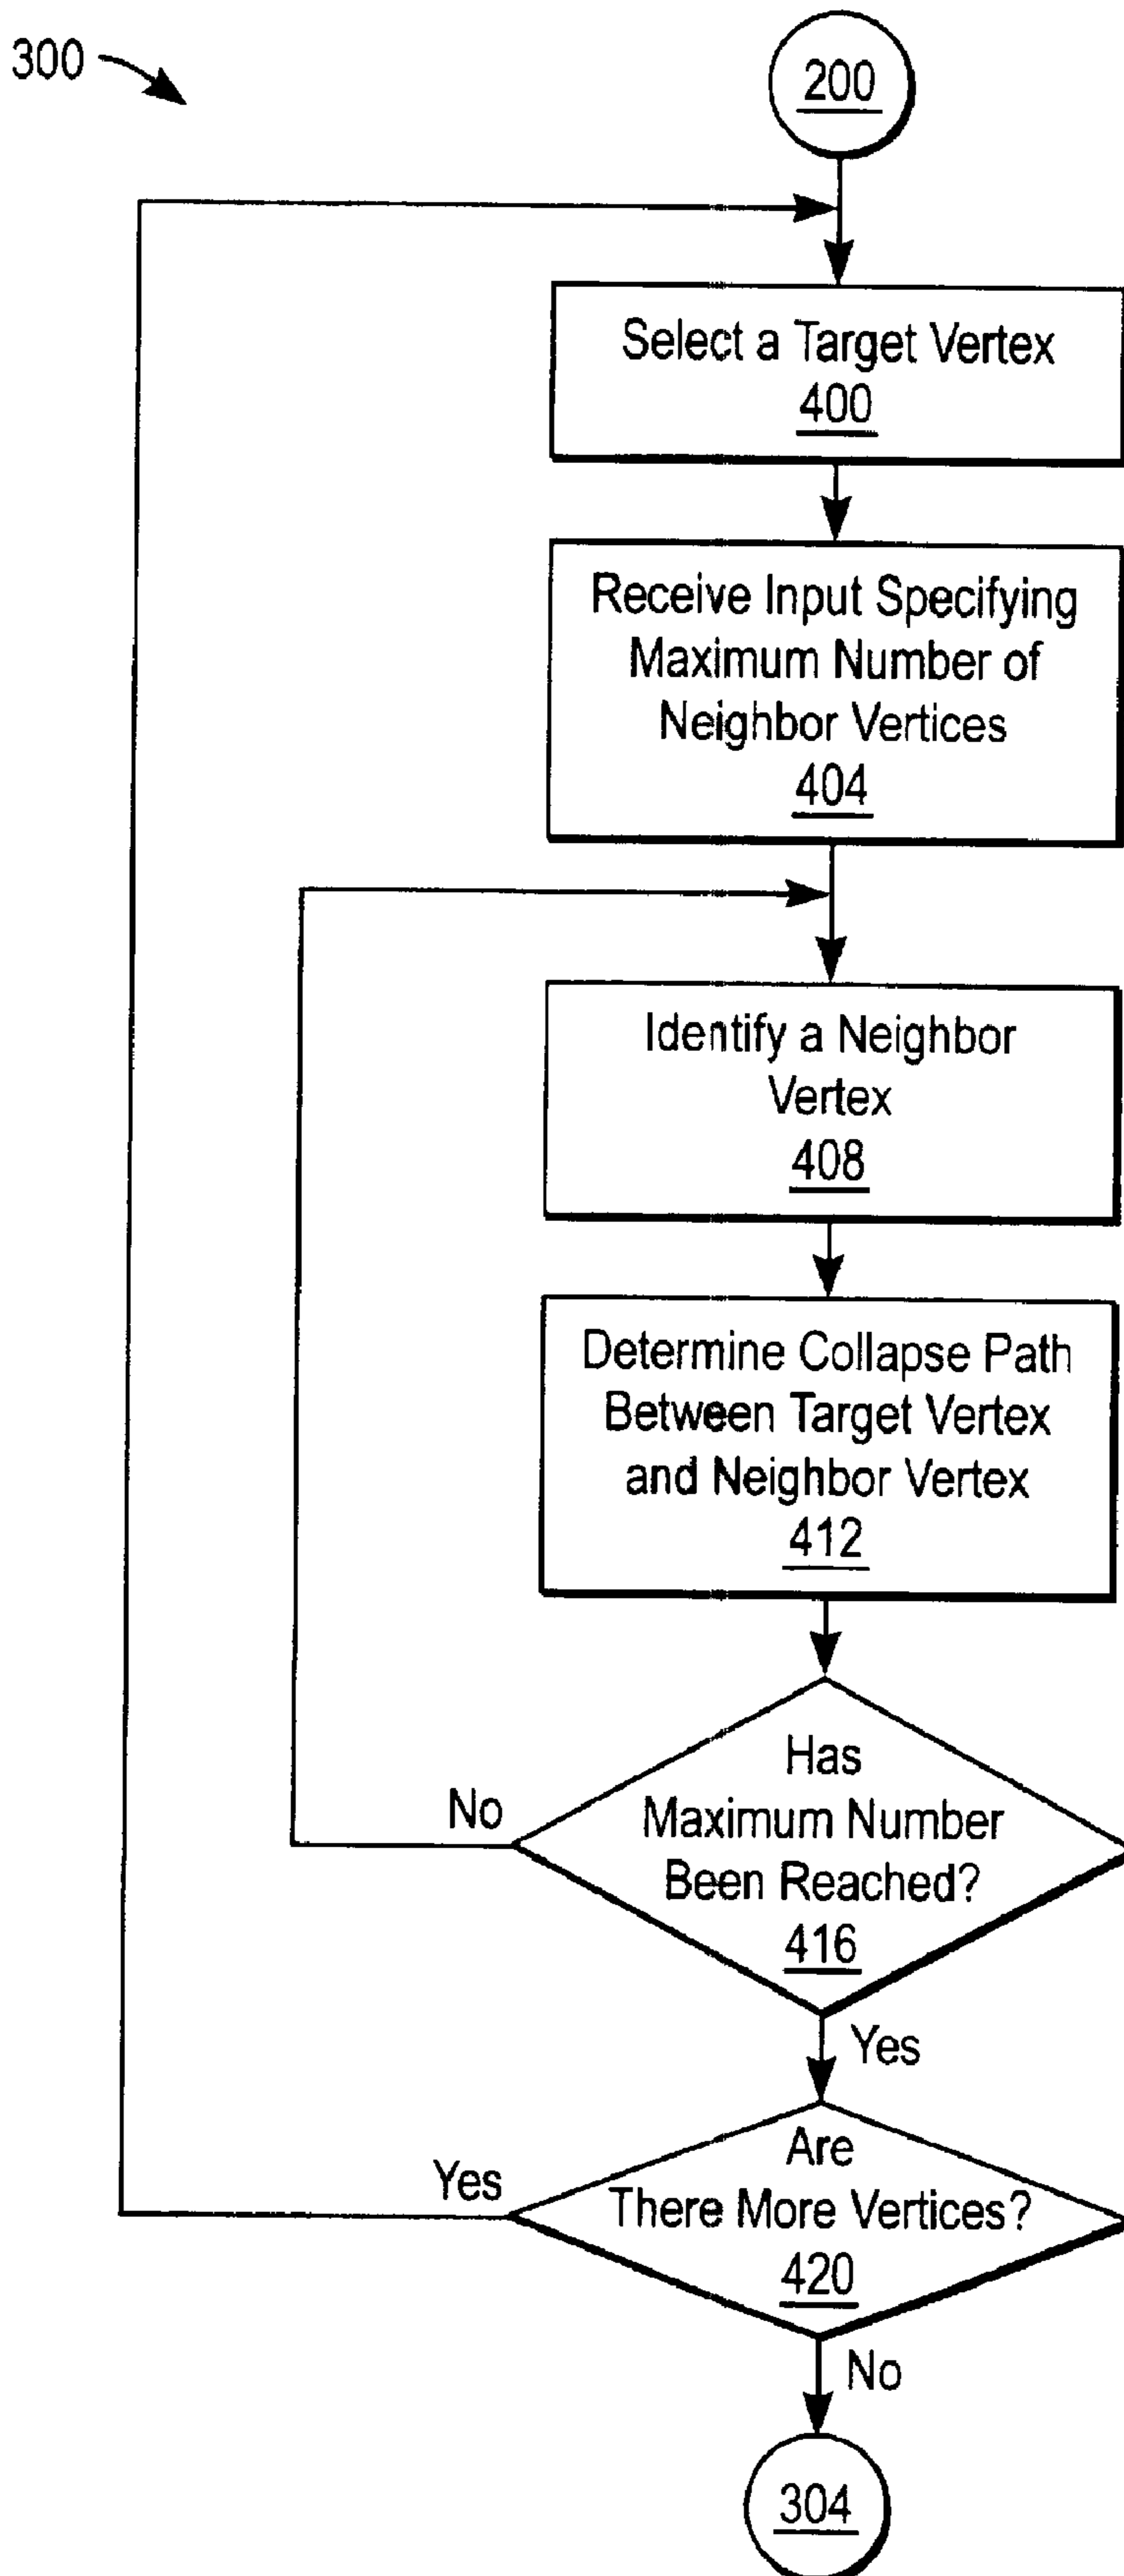 300
200
Select a Target Vertex
400
Receive Input Specifying
Maximum Number of
Neighbor Vertices
404
Identify a Neighbor
Vertex
408
Determine Collapse Path
Between Target Vertex
and Neighbor Vertex
412
Has
No
Maximum Number
Been Reached?
416
Yes
Are
Yes
There More Vertices?
420
No
304